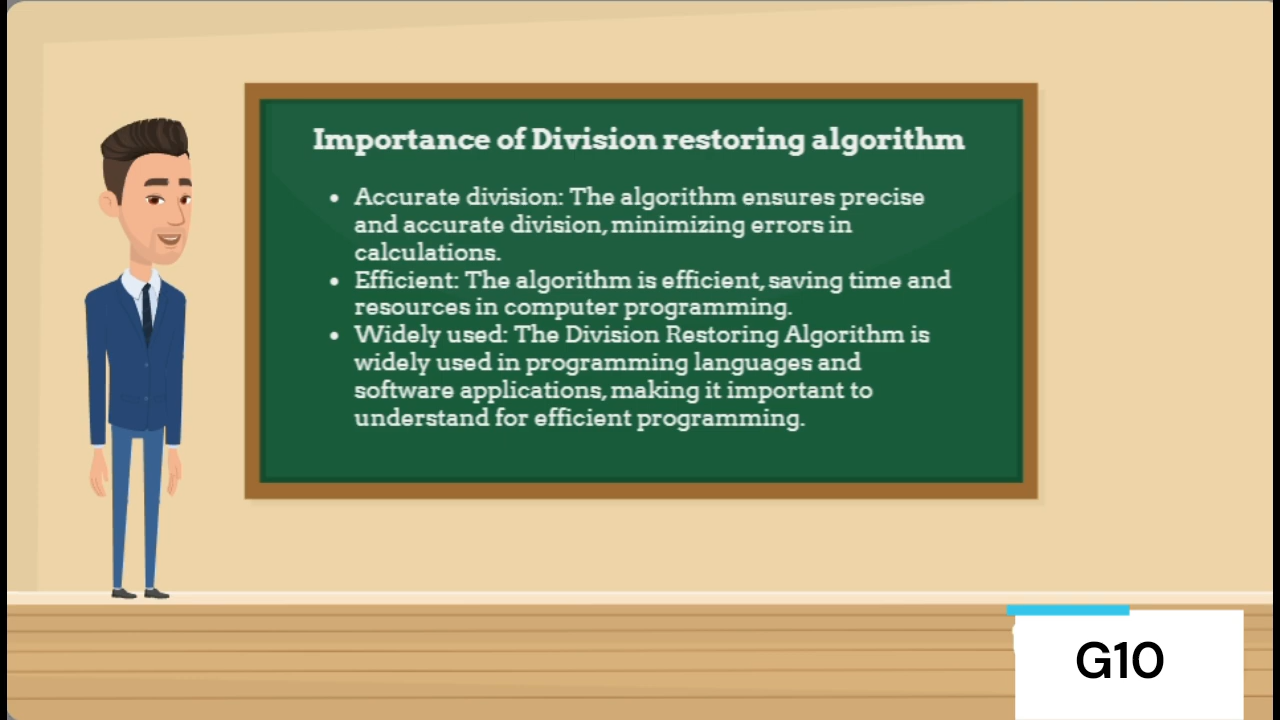 Importance of Division restoring algorithm
• Accurate division: The algorithm ensures precise
and accurate division, minimizing errors in
calculations.
• Efficient: The algorithm is efficient, saving time and
resources in computer programming.
• Widely used: The Division Restoring Algorithm is
widely used in programming languages and
software applications, making it important to
understand for efficient programming.
G10